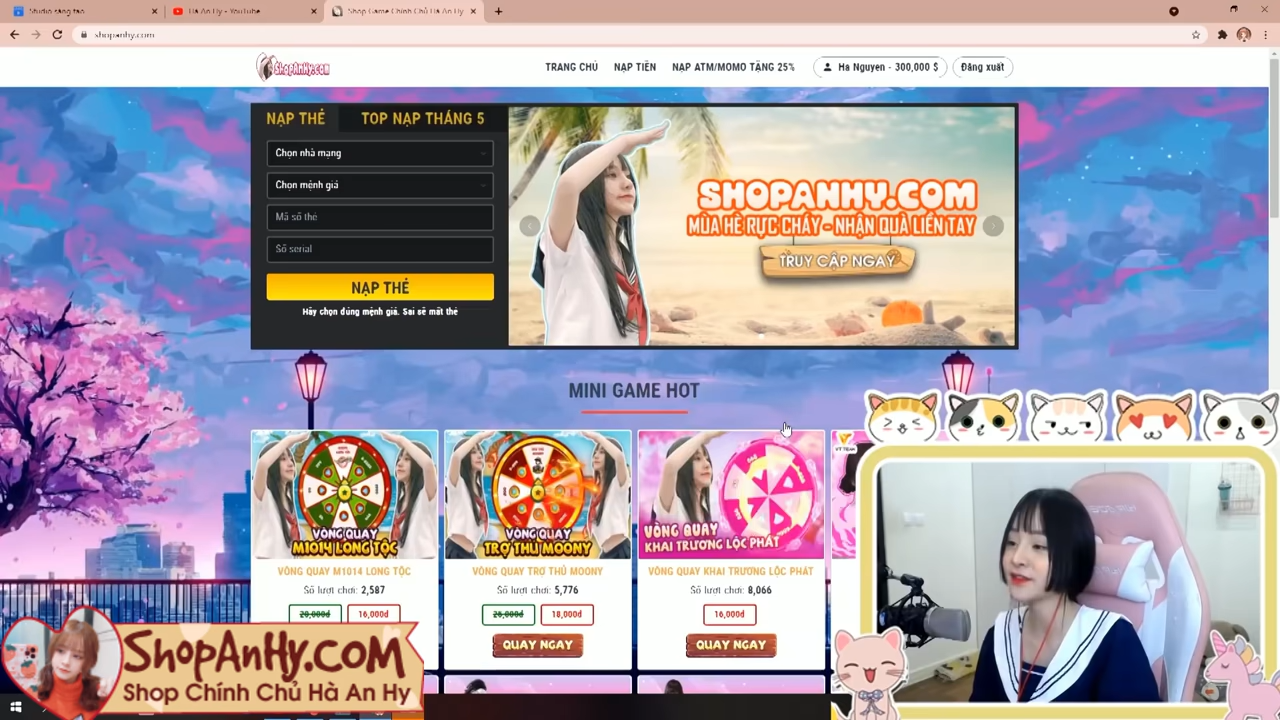 Studio sáng tạo
Hà An Hy - YouTube
Shop Game Chính Chủ Hà An Hy
shopanhy.com
ShopAnHy.com
TRANG CHỦ
NẠP TIỀN
NẠP ATM/MOMO TẶNG 25%
Ha Nguyen - 300,000 $
Đăng xuất
NẠP THẺ
TOP NẠP THÁNG 5
Chọn nhà mạng
Chọn mệnh giá
Mã số thẻ
Số serial
NẠP THẺ
Hãy chọn đúng mệnh giá. Sai sẽ mất thẻ
SHOPANHY.COM
MÙA HÈ RỰC CHÁY - NHẬN QUÀ LIỀN TAY
TRUY CẬP NGAY
MINI GAME HOT
VÒNG QUAY
M1014 LONG TỘC
VÒNG QUAY
TRỢ THỦ MOONY
VÒNG QUAY
KHAI TRƯƠNG LỘC PHÁT
VÒNG QUAY M1014 LONG TỘC
VÒNG QUAY TRỢ THỦ MOONY
VÒNG QUAY KHAI TRƯƠNG LỘC PHÁT
Số lượt chơi: 2,587
Số lượt chơi: 5,776
Số lượt chơi: 8,066
20,000đ
16,000đ
18,000đ
16,000đ
QUAY NGAY
QUAY NGAY
ShopAnHy.COM
Shop Chính Chủ Hà An Hy